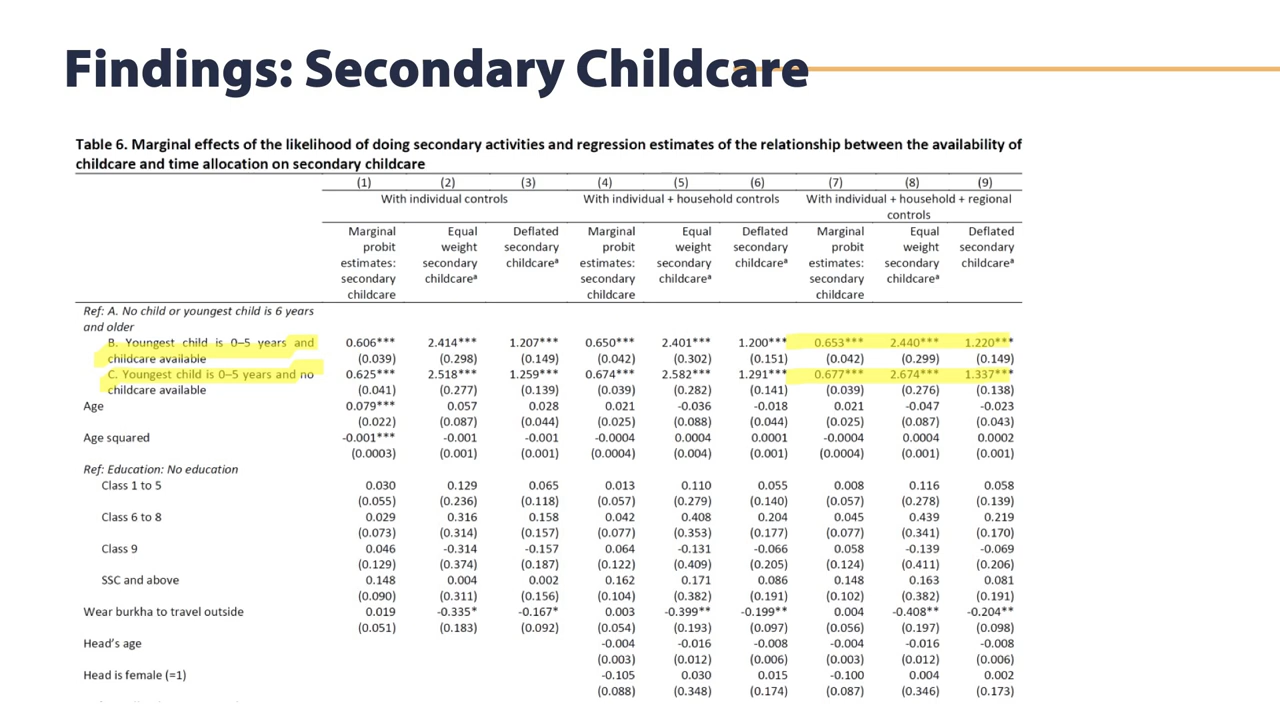 Findings: Secondary Childcare
Table 6. Marginal effects of the likelihood of doing secondary activities and regression estimates of the relationship between the availability of
childcare and time allocation on secondary childcare
(1) (2) (3) (4) (5) (6) (7) (8) (9)
With individual controls With individual + household controls With individual + household + regional
controls
Marginal Equal Deflated Marginal Equal Deflated Marginal Equal Deflated
probit weight secondary probit weight secondary probit weight secondary
estimates: secondary childcareᵃ estimates: secondary childcareᵃ estimates: secondary childcareᵃ
secondary childcareᵃ secondary childcareᵃ secondary childcareᵃ
childcare childcare childcare
Ref: A. No child or youngest child is 6 years
and older
B. Youngest child is 0–5 years and 0.606*** 2.414*** 1.207*** 0.650*** 2.401*** 1.200*** 0.653*** 2.440*** 1.220***
childcare available (0.039) (0.298) (0.149) (0.042) (0.302) (0.151) (0.042) (0.299) (0.149)
C. Youngest child is 0–5 years and no 0.625*** 2.518*** 1.259*** 0.674*** 2.582*** 1.291*** 0.677*** 2.674*** 1.337***
childcare available (0.041) (0.277) (0.139) (0.039) (0.282) (0.141) (0.039) (0.276) (0.138)
Age 0.079*** 0.057 0.028 0.021 -0.036 -0.018 0.021 -0.047 -0.023
(0.022) (0.087) (0.044) (0.025) (0.088) (0.044) (0.025) (0.087) (0.043)
Age squared -0.001*** -0.001 -0.001 -0.0004 0.0004 0.0001 -0.0004 0.0004 0.0002
(0.0003) (0.001) (0.001) (0.0004) (0.004) (0.001) (0.0004) (0.001) (0.001)
Ref: Education: No education
Class 1 to 5 0.030 0.129 0.065 0.013 0.110 0.055 0.008 0.116 0.058
(0.055) (0.236) (0.118) (0.057) (0.279) (0.140) (0.057) (0.278) (0.139)
Class 6 to 8 0.029 0.316 0.158 0.042 0.408 0.204 0.045 0.439 0.219
(0.073) (0.314) (0.157) (0.077) (0.353) (0.177) (0.077) (0.341) (0.170)
Class 9 0.046 -0.314 -0.157 0.064 -0.131 -0.066 0.058 -0.139 -0.069
(0.129) (0.374) (0.187) (0.122) (0.409) (0.205) (0.124) (0.411) (0.206)
SSC and above 0.148 0.004 0.002 0.162 0.171 0.086 0.148 0.163 0.081
(0.090) (0.311) (0.156) (0.104) (0.382) (0.191) (0.102) (0.382) (0.191)
Wear burkha to travel outside 0.019 -0.335* -0.167* 0.003 -0.399** -0.199** 0.004 -0.408** -0.204**
(0.051) (0.183) (0.092) (0.054) (0.193) (0.097) (0.056) (0.197) (0.098)
Head’s age -0.004 -0.016 -0.008 -0.004 -0.016 -0.008
(0.003) (0.012) (0.006) (0.003) (0.012) (0.006)
Head is female (=1) -0.105 0.030 0.015 -0.100 0.004 0.002
(0.088) (0.348) (0.174) (0.087) (0.346) (0.173)